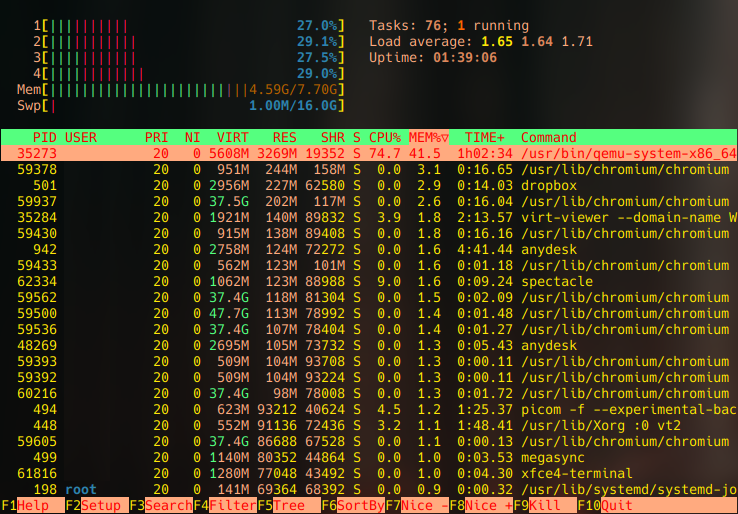 1[||||||||||| 27.0%] Tasks: 76; 1 running
2[|||||||||||| 29.1%] Load average: 1.65 1.64 1.71
3[|||||||||||| 27.5%] Uptime: 01:39:06
4[||||||||||||| 29.0%]
Mem[||||||||||||||||||||||||||4.59G/7.70G]
Swp[| 1.00M/16.0G]
PID USER PRI NI VIRT RES SHR S CPU% MEM%▽ TIME+ Command
35273 20 0 5608M 3269M 19352 S 74.7 41.5 1h02:34 /usr/bin/qemu-system-x86_64
59378 20 0 951M 244M 158M S 0.0 3.1 0:16.65 /usr/lib/chromium/chromium
501 20 0 2956M 227M 62580 S 0.0 2.9 0:14.03 dropbox
59937 20 0 37.5G 202M 117M S 0.0 2.6 0:16.04 /usr/lib/chromium/chromium
35284 20 0 1921M 140M 89832 S 3.9 1.8 2:13.57 virt-viewer --domain-name W
59430 20 0 915M 138M 89408 S 0.0 1.8 0:16.16 /usr/lib/chromium/chromium
942 20 0 2758M 124M 72272 S 0.0 1.6 4:41.44 anydesk
59433 20 0 562M 123M 101M S 0.0 1.6 0:01.18 /usr/lib/chromium/chromium
62334 20 0 1062M 123M 88988 S 9.0 1.6 0:09.24 spectacle
59562 20 0 37.4G 118M 81304 S 0.0 1.5 0:02.09 /usr/lib/chromium/chromium
59500 20 0 47.7G 113M 78992 S 0.0 1.4 0:01.48 /usr/lib/chromium/chromium
59536 20 0 37.4G 107M 78404 S 0.0 1.4 0:01.27 /usr/lib/chromium/chromium
48269 20 0 2695M 105M 73732 S 0.0 1.3 0:05.43 anydesk
59393 20 0 509M 104M 93708 S 0.0 1.3 0:00.11 /usr/lib/chromium/chromium
59392 20 0 509M 104M 93224 S 0.0 1.3 0:00.11 /usr/lib/chromium/chromium
60216 20 0 37.4G 98M 78008 S 0.0 1.3 0:01.72 /usr/lib/chromium/chromium
494 20 0 623M 93212 40624 S 4.5 1.2 1:25.37 picom -f --experimental-bac
448 20 0 552M 91136 72436 S 3.2 1.1 1:48.41 /usr/lib/Xorg :0 vt2
59605 20 0 37.4G 86688 67528 S 0.0 1.1 0:00.13 /usr/lib/chromium/chromium
499 20 0 1140M 80352 44864 S 0.0 1.0 0:03.53 megasync
61816 20 0 1280M 77048 43492 S 0.0 1.0 0:04.30 xfce4-terminal
198 root 20 0 141M 69364 68392 S 0.0 0.9 0:00.32 /usr/lib/systemd/systemd-jo
F1Help F2Setup F3SearchF4FilterF5Tree F6SortByF7Nice -F8Nice +F9Kill F10Quit